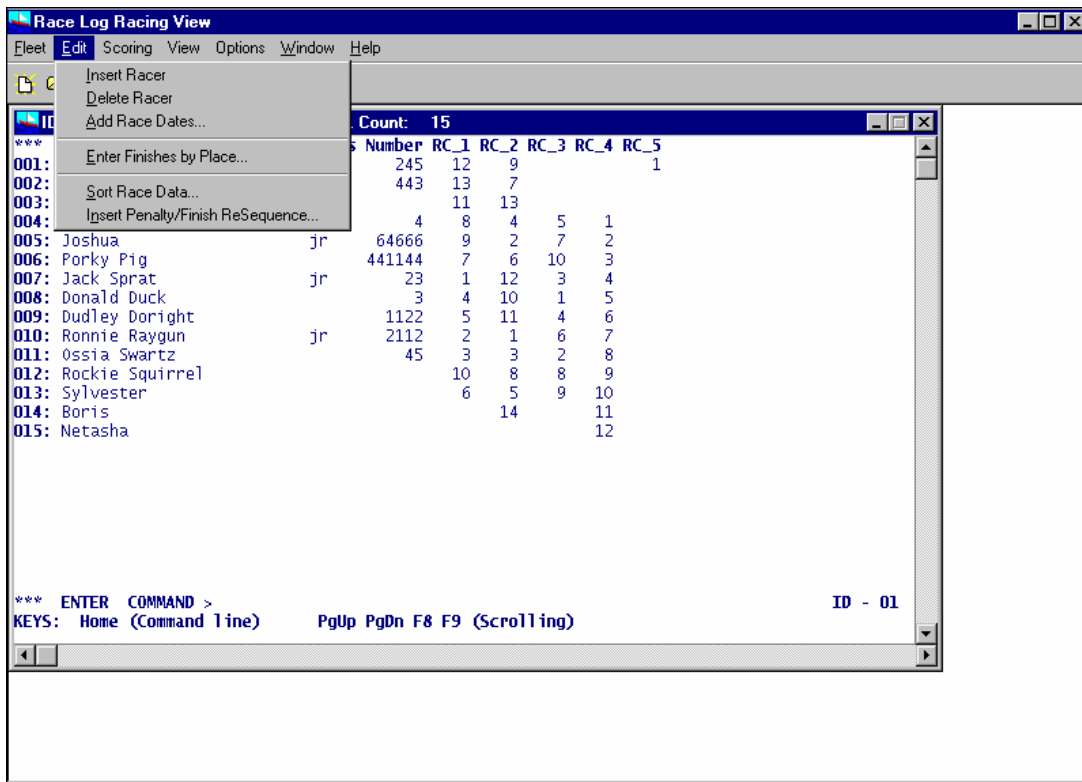 Race Log Racing View
Fleet Edit Scoring View Options Window Help
Insert Racer
Delete Racer
Add Race Dates...
Enter Finishes by Place...
Sort Race Data...
Insert Penalty/Finish ReSequence...
Count: 15
*** Number RC_1 RC_2 RC_3 RC_4 RC_5
001: 245 12 9 1
002: 443 13 7
003: 11 13
004: 4 8 4 5 1
005: Joshua jr 64666 9 2 7 2
006: Porky Pig 441144 7 6 10 3
007: Jack Sprat jr 23 1 12 3 4
008: Donald Duck 3 4 10 1 5
009: Dudley Doright 1122 5 11 4 6
010: Ronnie Raygun jr 2112 2 1 6 7
011: Ossia Swartz 45 3 3 2 8
012: Rockie Squirrel 10 8 8 9
013: Sylvester 6 5 9 10
014: Boris 14 11
015: Netasha 12
*** ENTER COMMAND > ID - 01
KEYS: Home (Command line) PgUp PgDn F8 F9 (Scrolling)